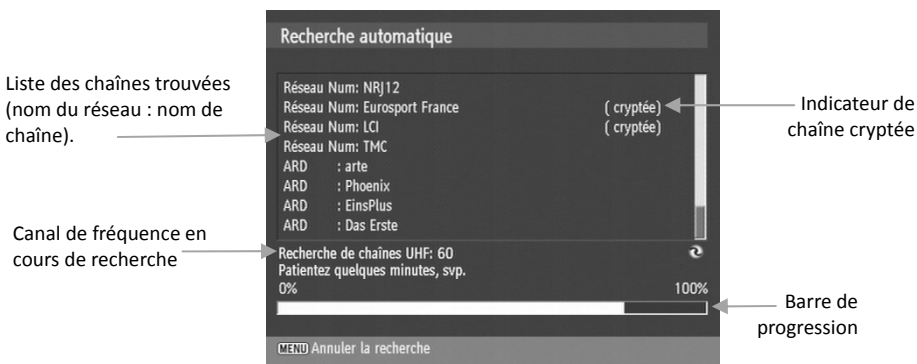 Recherche automatique
Liste des chaînes trouvées
(nom du réseau : nom de
chaîne).
Réseau Num: NRJ12
Réseau Num: Eurosport France ( cryptée)
Réseau Num: LCI ( cryptée)
Réseau Num: TMC
ARD : arte
ARD : Phoenix
ARD : EinsPlus
ARD : Das Erste
Indicateur de
chaîne cryptée
Canal de fréquence en
cours de recherche
Recherche de chaînes UHF: 60
Patientez quelques minutes, svp.
0% 100%
Barre de
progression
MENU Annuler la recherche